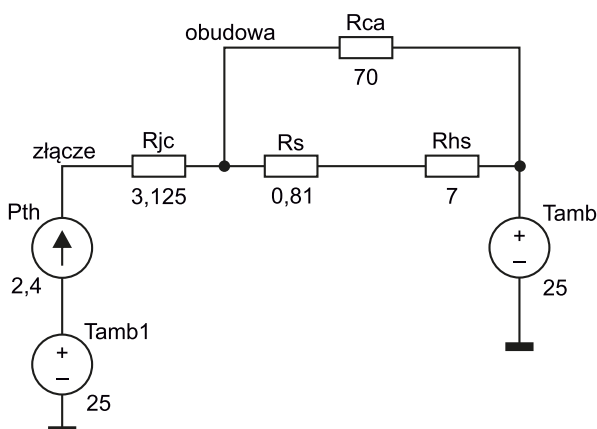 Rca
obudowa
70
Rjc
Rs
Rhs
złącze
3,125
0,81
7
Pth
Tamb
+
–
2,4
25
Tamb1
+
–
25